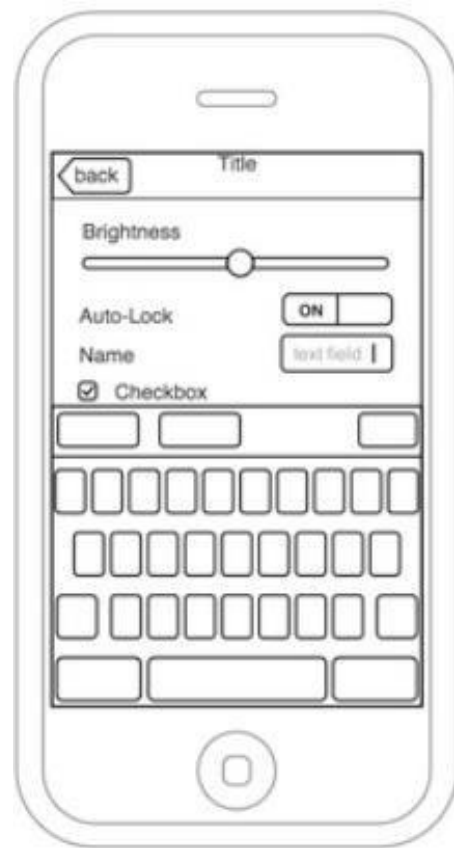 back
Title
Brightness
Auto-Lock ON
Name text field
Checkbox